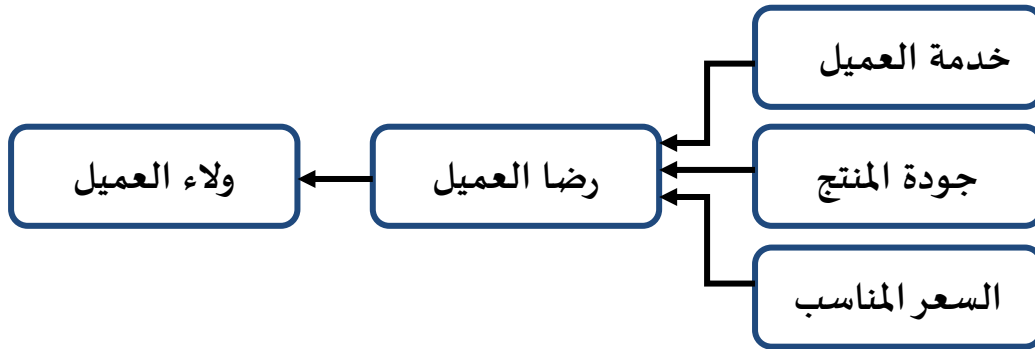 خدمة العميل
جودة المنتج
السعر المناسب
رضا العميل
ولاء العميل